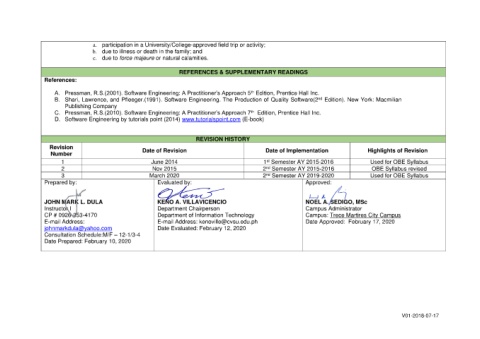 a. participation in a University/College-approved field trip or activity;
b. due to illness or death in the family; and
c. due to force majeure or natural calamities.
REFERENCES & SUPPLEMENTARY READINGS
References:
A. Pressman, R.S.(2001). Software Engineering: A Practitioner's Approach 5th Edition, Prentice Hall Inc.
B. Shari, Lawrence, and Pfleeger.(1991). Software Engineering. The Production of Quality Software(2nd Edition). New York: Macmillan
Publishing Company
C. Pressman, R.S.(2010). Software Engineering: A Practitioner's Approach 7th Edition, Prentice Hall Inc.
D. Software Engineering by tutorials point (2014) www.tutorialspoint.com (E-book)
REVISION HISTORY
Revision Number Date of Revision Date of Implementation Highlights of Revision
1 June 2014 1st Semester AY 2015-2016 Used for OBE Syllabus
2 Nov 2015 2nd Semester AY 2015-2016 OBE Syllabus revised
3 March 2020 2nd Semester AY 2019-2020 Used for OBE Syllabus
Prepared by: Evaluated by: Approved:
JOHN MARK L. DULA KENO A. VILLAVICENCIO NOEL A. SEDIGO, MSc
Instructor I Department Chairperson Campus Administrator
CP # 0926-253-4170 Department of Information Technology Campus: Trece Martires City Campus
E-mail Address: E-mail Address: kenoville@cvsu.edu.ph Date Approved: February 17, 2020
johnmarkdula@yahoo.com Date Evaluated: February 12, 2020
Consultation Schedule:M/F – 12-1/3-4
Date Prepared: February 10, 2020
V01-2018-07-17